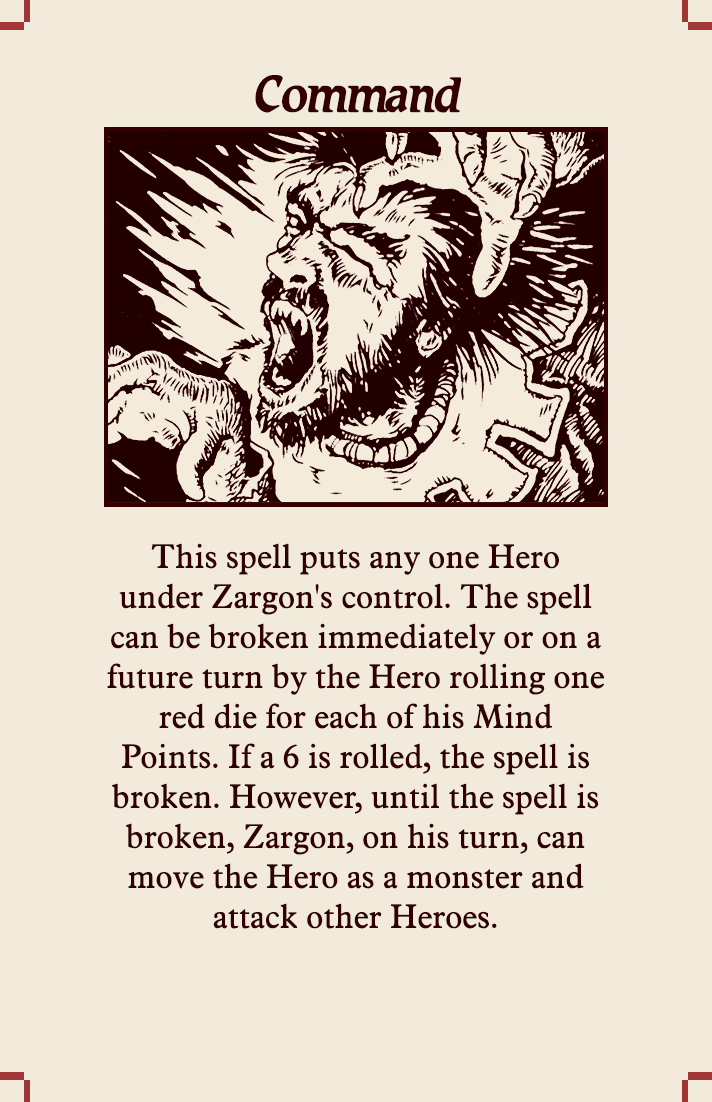 Command
This spell puts any one Hero
under Zargon's control. The spell
can be broken immediately or on a
future turn by the Hero rolling one
red die for each of his Mind
Points. If a 6 is rolled, the spell is
broken. However, until the spell is
broken, Zargon, on his turn, can
move the Hero as a monster and
attack other Heroes.